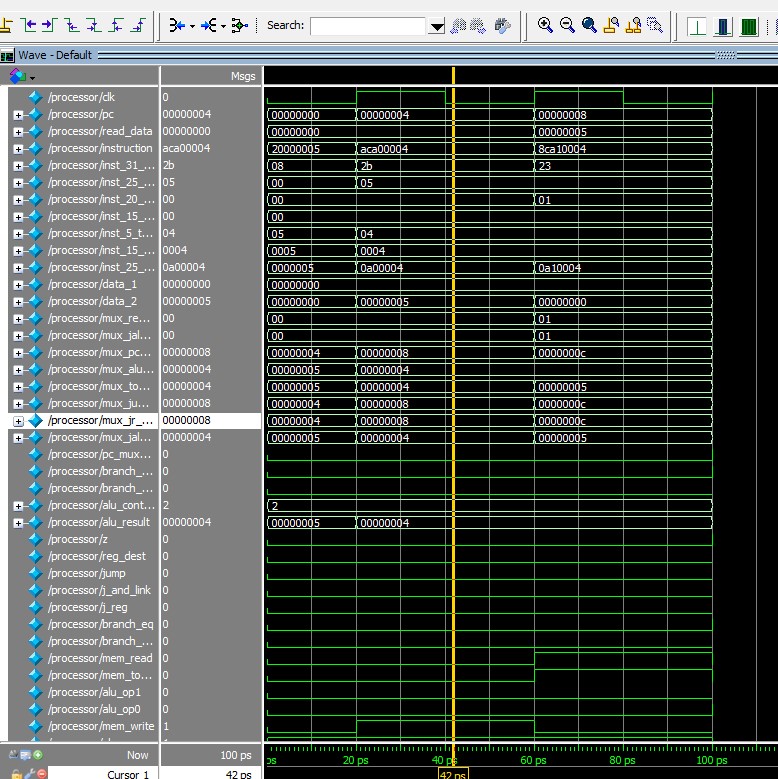 Search:
Wave - Default
Msgs
/processor/clk 0
/processor/pc 00000004 00000000 00000004 00000008
/processor/read_data 00000000 00000000 00000005
/processor/instruction aca00004 20000005 aca00004 8ca10004
/processor/inst_31_... 2b 08 2b 23
/processor/inst_25_... 05 00 05
/processor/inst_20_... 00 00 01
/processor/inst_15_... 00 00
/processor/inst_5_t... 04 05 04
/processor/inst_15_... 0004 0005 0004
/processor/inst_25_... 0a00004 0000005 0a00004 0a10004
/processor/data_1 00000000 00000000
/processor/data_2 00000005 00000000 00000005 00000000
/processor/mux_re... 00 00 01
/processor/mux_jal... 00 00 01
/processor/mux_pc... 00000008 00000004 00000008 0000000c
/processor/mux_alu... 00000004 00000005 00000004
/processor/mux_to... 00000004 00000005 00000004 00000005
/processor/mux_ju... 00000008 00000004 00000008 0000000c
/processor/mux_jr_... 00000008 00000004 00000008 0000000c
/processor/mux_jal... 00000004 00000005 00000004 00000005
/processor/pc_mux... 0
/processor/branch_... 0
/processor/branch_... 0
/processor/alu_cont... 2 2
/processor/alu_result 00000004 00000005 00000004
/processor/z 0
/processor/reg_dest 0
/processor/jump 0
/processor/j_and_link 0
/processor/j_reg 0
/processor/branch_eq 0
/processor/branch_... 0
/processor/mem_read 0
/processor/mem_to... 0
/processor/alu_op1 0
/processor/alu_op0 0
/processor/mem_write 1
Now 100 ps ps 20 ps 40 ps 60 ps 80 ps 100 ps
Cursor 1 42 ps 42 ps